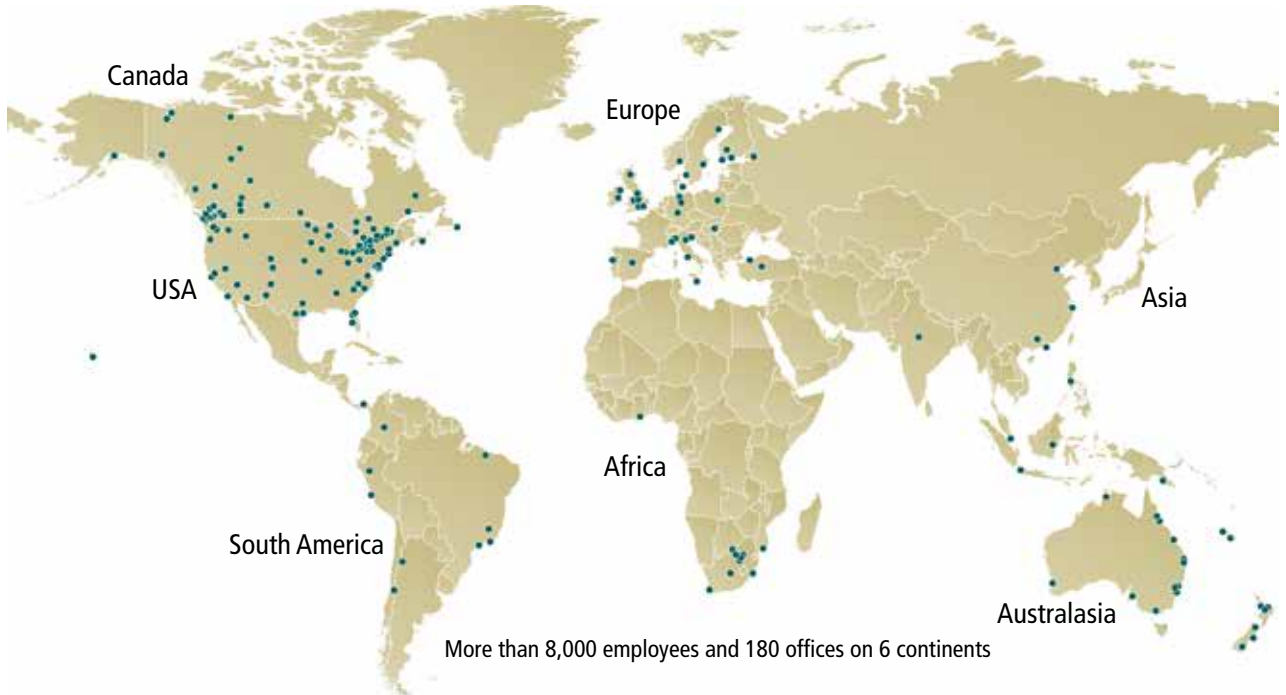 Canada
Europe
USA
Asia
Africa
South America
Australasia
More than 8,000 employees and 180 offices on 6 continents